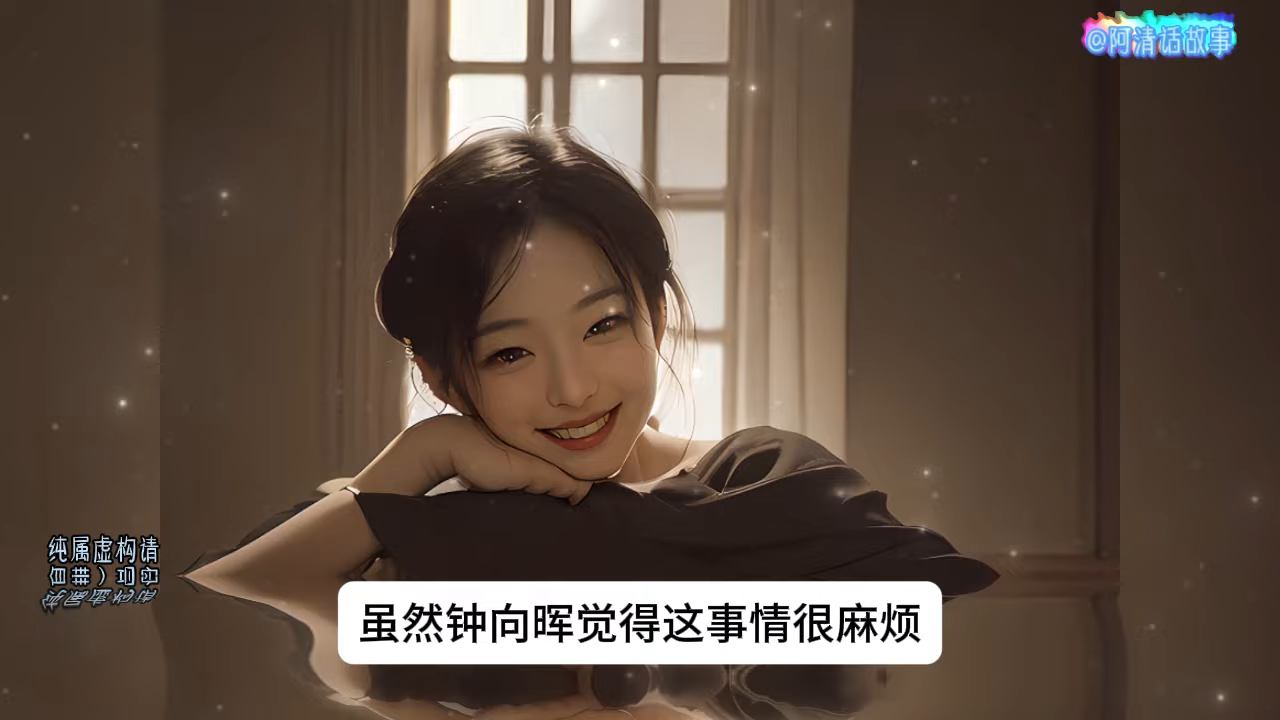 @阿清话故事
纯属虚构请
虽然钟向晖觉得这事情很麻烦